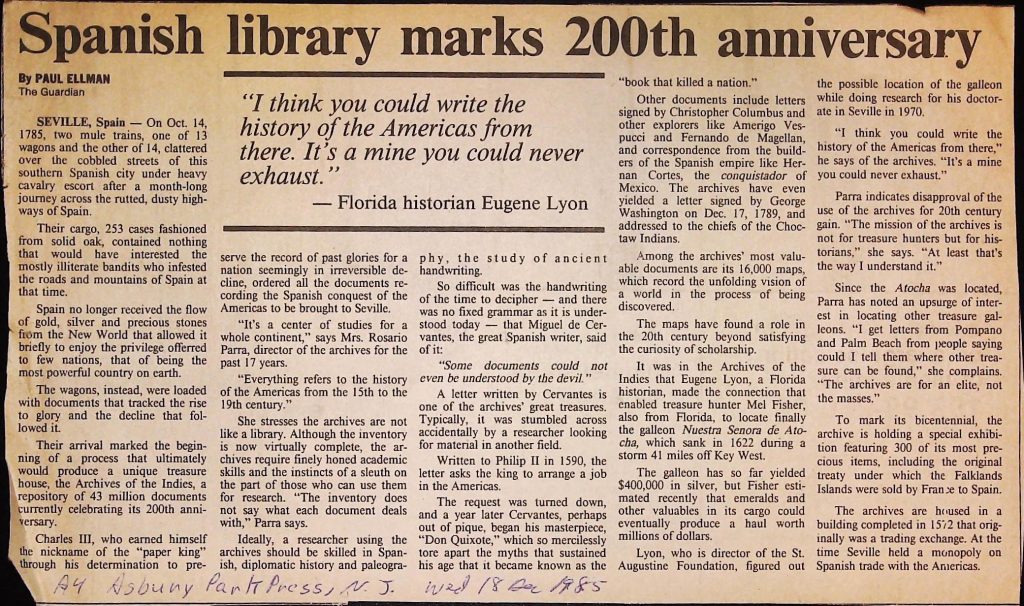 Spanish library marks 200th anniversary
By PAUL ELLMAN
The Guardian
SEVILLE, Spain — On Oct. 14,
1785, two mule trains, one of 13
wagons and the other of 14, clattered
over the cobbled streets of this
southern Spanish city under heavy
cavalry escort after a month-long
journey across the rutted, dusty high-
ways of Spain.
Their cargo, 253 cases fashioned
from solid oak, contained nothing
that would have interested the
mostly illiterate bandits who infested
the roads and mountains of Spain at
that time.
Spain no longer received the flow
of gold, silver and precious stones
from the New World that allowed it
briefly to enjoy the privilege offerred
to few nations, that of being the
most powerful country on earth.
The wagons, instead, were loaded
with documents that tracked the rise
to glory and the decline that fol-
lowed it.
Their arrival marked the begin-
ning of a process that ultimately
would produce a unique treasure
house, the Archives of the Indies, a
repository of 43 million documents
currently celebrating its 200th anni-
versary.
Charles III, who earned himself
the nickname of the "paper king"
through his determination to pre-
"I think you could write the
history of the Americas from
there. It's a mine you could never
exhaust."
— Florida historian Eugene Lyon
serve the record of past glories for a
nation seemingly in irreversible de-
cline, ordered all the documents re-
cording the Spanish conquest of the
Americas to be brought to Seville.
"It's a center of studies for a
whole continent," says Mrs. Rosario
Parra, director of the archives for the
past 17 years.
"Everything refers to the history
of the Americas from the 15th to the
19th century."
She stresses the archives are not
like a library. Although the inventory
is now virtually complete, the ar-
chives require finely honed academic
skills and the instincts of a sleuth on
the part of those who can use them
for research. "The inventory does
not say what each document deals
with," Parra says.
Ideally, a researcher using the
archives should be skilled in Span-
ish, diplomatic history and paleogra-
phy, the study of ancient
handwriting.
So difficult was the handwriting
of the time to decipher — and there
was no fixed grammar as it is under-
stood today — that Miguel de Cer-
vantes, the great Spanish writer, said
of it:
"Some documents could not
even be understood by the devil."
A letter written by Cervantes is
one of the archives' great treasures.
Typically, it was stumbled across
accidentally by a researcher looking
for material in another field.
Written to Philip II in 1590, the
letter asks the king to arrange a job
in the Americas.
The request was turned down,
and a year later Cervantes, perhaps
out of pique, began his masterpiece,
"Don Quixote," which so mercilessly
tore apart the myths that sustained
his age that it became known as the
"book that killed a nation."
Other documents include letters
signed by Christopher Columbus and
other explorers like Amerigo Ves-
pucci and Fernando de Magellan,
and correspondence from the build-
ers of the Spanish empire like Her-
nan Cortes, the conquistador of
Mexico. The archives have even
yielded a letter signed by George
Washington on Dec. 17, 1789, and
addressed to the chiefs of the Choc-
taw Indians.
Among the archives' most valu-
able documents are its 16,000 maps,
which record the unfolding vision of
a world in the process of being
discovered.
The maps have found a role in
the 20th century beyond satisfying
the curiosity of scholarship.
It was in the Archives of the
Indies that Eugene Lyon, a Florida
historian, made the connection that
enabled treasure hunter Mel Fisher,
also from Florida, to locate finally
the galleon Nuestra Senora de Ato-
cha, which sank in 1622 during a
storm 41 miles off Key West.
The galleon has so far yielded
$400,000 in silver, but Fisher esti-
mated recently that emeralds and
other valuables in its cargo could
eventually produce a haul worth
millions of dollars.
Lyon, who is director of the St.
Augustine Foundation, figured out
the possible location of the galleon
while doing research for his doctor-
ate in Seville in 1970.
"I think you could write the
history of the Americas from there,"
he says of the archives. "It's a mine
you could never exhaust."
Parra indicates disapproval of the
use of the archives for 20th century
gain. "The mission of the archives is
not for treasure hunters but for his-
torians," she says. "At least that's
the way I understand it."
Since the Atocha was located,
Parra has noted an upsurge of inter-
est in locating other treasure gal-
leons. "I get letters from Pompano
and Palm Beach from people saying
could I tell them where other trea-
sure can be found," she complains.
"The archives are for an elite, not
the masses."
To mark its bicentennial, the
archive is holding a special exhibi-
tion featuring 300 of its most pre-
cious items, including the original
treaty under which the Falklands
Islands were sold by France to Spain.
The archives are housed in a
building completed in 1572 that orig-
inally was a trading exchange. At the
time Seville held a monopoly on
Spanish trade with the Americas.
A4 Asbury Park Press, N.J. Wed 18 Dec 1985